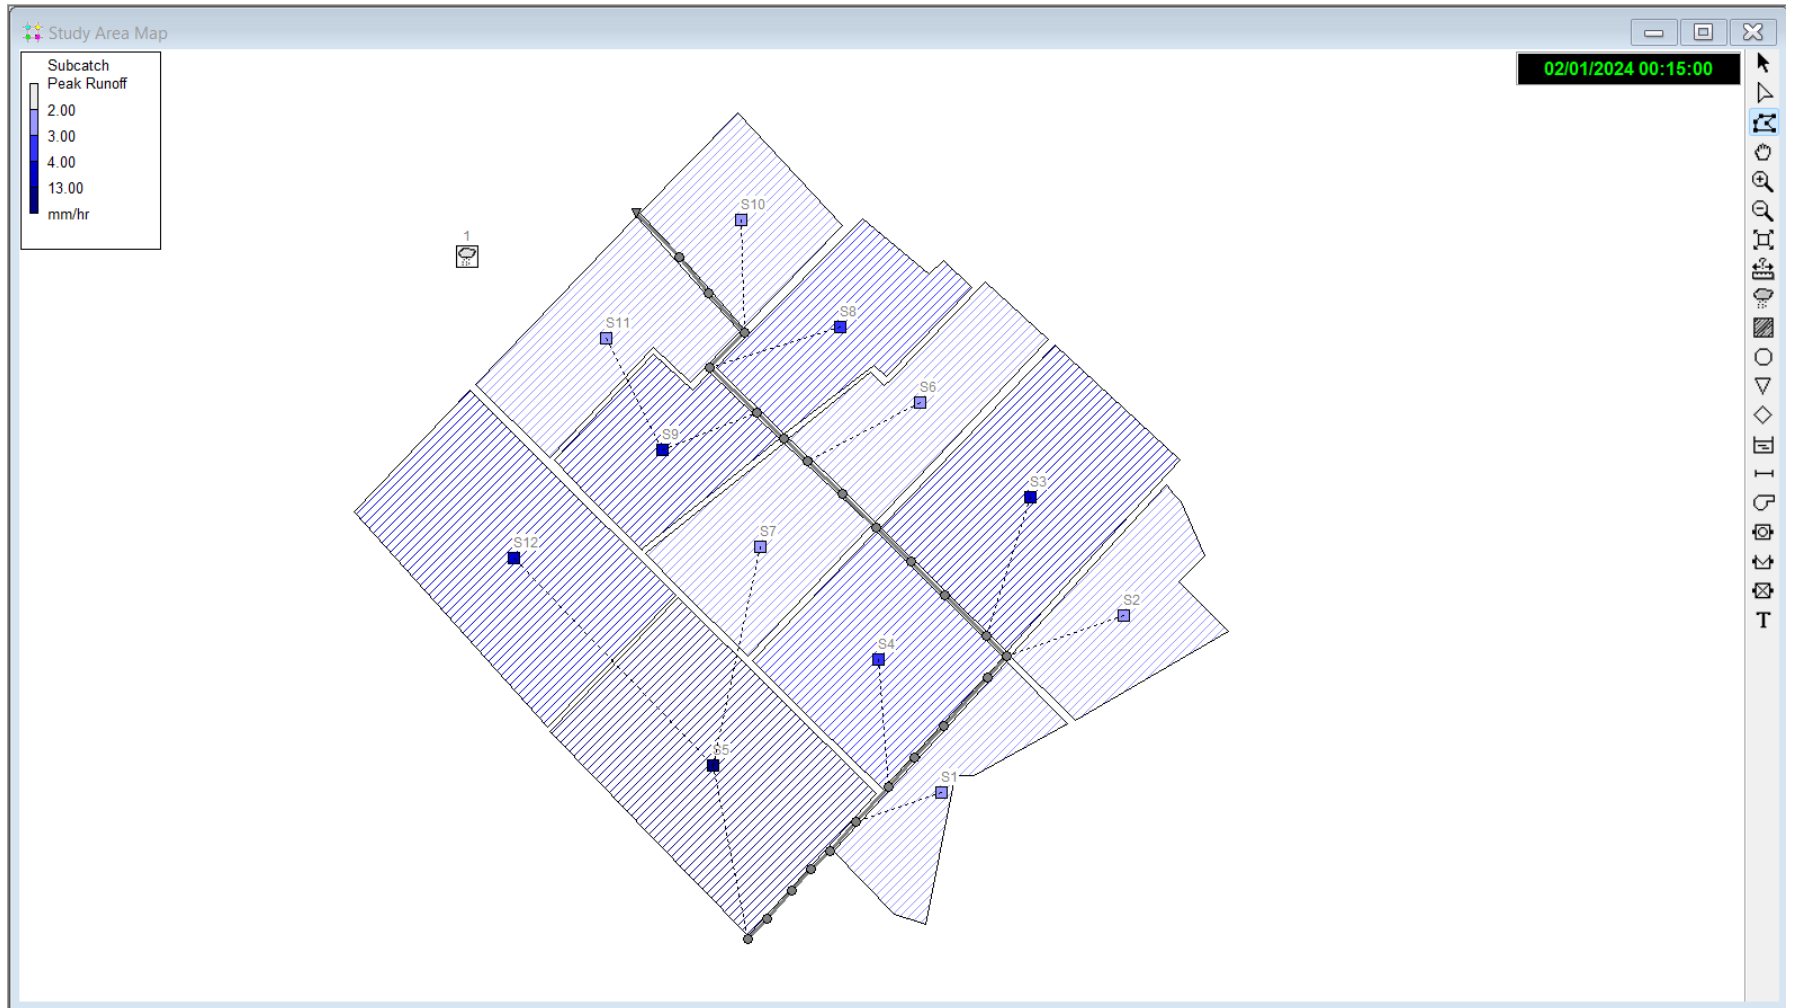 Study Area Map
Subcatch
Peak Runoff
2.00
3.00
4.00
13.00
mm/hr
02/01/2024 00:15:00
S10
1
S8
S11
S6
S9
S3
S7
S12
S2
S4
S5
S1
T